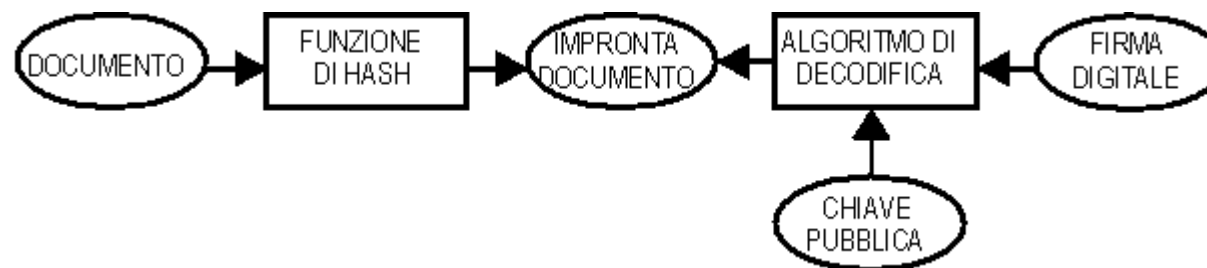 DOCUMENTO
FUNZIONE
DI HASH
IMPRONTA
DOCUMENTO
ALGORITMO DI
DECODIFICA
FIRMA
DIGITALE
CHIAVE
PUBBLICA